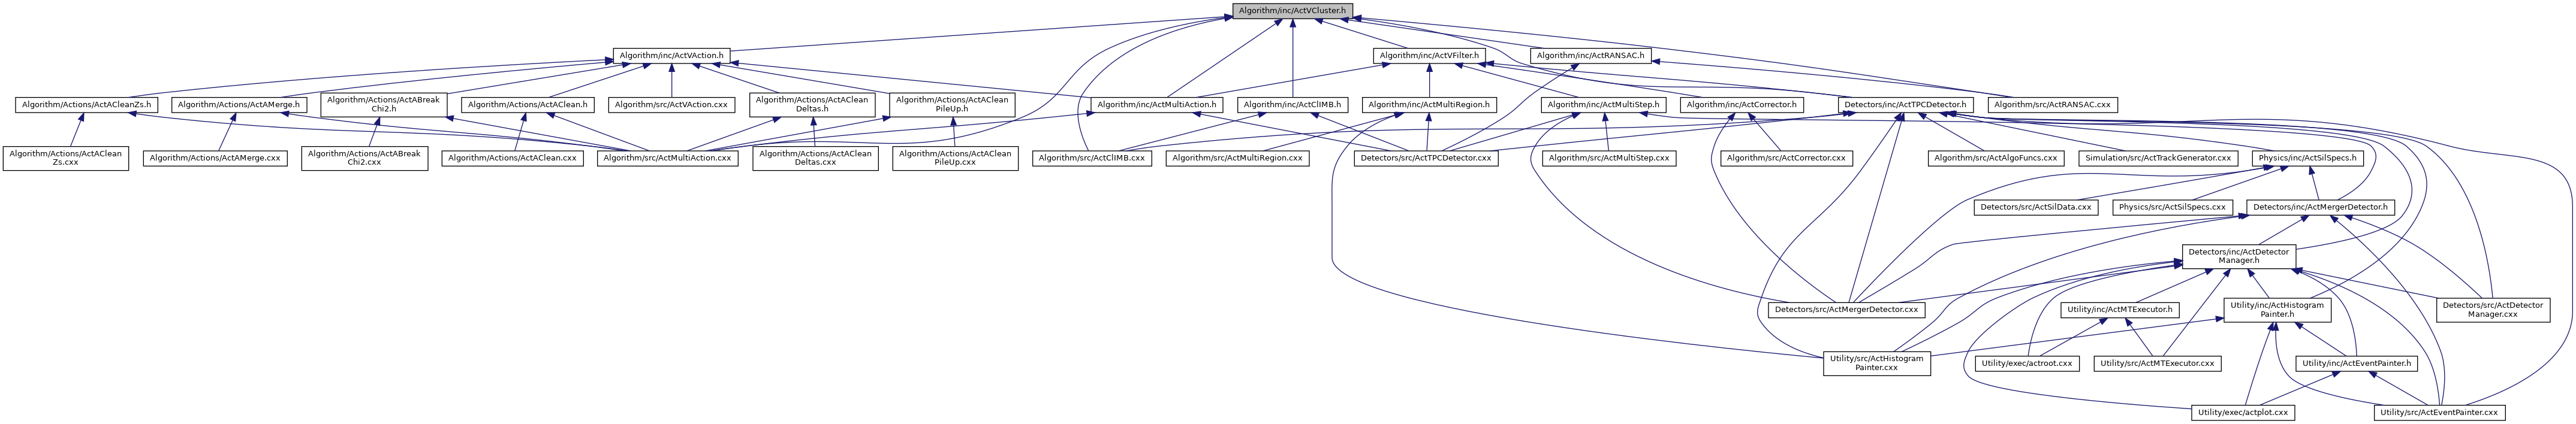 Algorithm/inc/ActVCluster.h
Algorithm/inc/ActVAction.h
Algorithm/inc/ActVFilter.h
Algorithm/inc/ActRANSAC.h
Algorithm/Actions/ActACleanZs.h
Algorithm/Actions/ActAMerge.h
Algorithm/Actions/ActABreak
Chi2.h
Algorithm/Actions/ActAClean.h
Algorithm/src/ActVAction.cxx
Algorithm/Actions/ActAClean
Deltas.h
Algorithm/Actions/ActAClean
PileUp.h
Algorithm/inc/ActMultiAction.h
Algorithm/inc/ActClIMB.h
Algorithm/inc/ActMultiRegion.h
Algorithm/inc/ActMultiStep.h
Algorithm/inc/ActCorrector.h
Detectors/inc/ActTPCDetector.h
Algorithm/src/ActRANSAC.cxx
Algorithm/Actions/ActAClean
Zs.cxx
Algorithm/Actions/ActAMerge.cxx
Algorithm/Actions/ActABreak
Chi2.cxx
Algorithm/Actions/ActAClean.cxx
Algorithm/src/ActMultiAction.cxx
Algorithm/Actions/ActAClean
Deltas.cxx
Algorithm/Actions/ActAClean
PileUp.cxx
Algorithm/src/ActClIMB.cxx
Algorithm/src/ActMultiRegion.cxx
Detectors/src/ActTPCDetector.cxx
Algorithm/src/ActMultiStep.cxx
Algorithm/src/ActCorrector.cxx
Algorithm/src/ActAlgoFuncs.cxx
Simulation/src/ActTrackGenerator.cxx
Physics/inc/ActSilSpecs.h
Detectors/src/ActSilData.cxx
Physics/src/ActSilSpecs.cxx
Detectors/inc/ActMergerDetector.h
Detectors/inc/ActDetector
Manager.h
Detectors/src/ActMergerDetector.cxx
Utility/inc/ActMTExecutor.h
Utility/inc/ActHistogram
Painter.h
Detectors/src/ActDetector
Manager.cxx
Utility/src/ActHistogram
Painter.cxx
Utility/exec/actroot.cxx
Utility/src/ActMTExecutor.cxx
Utility/inc/ActEventPainter.h
Utility/exec/actplot.cxx
Utility/src/ActEventPainter.cxx